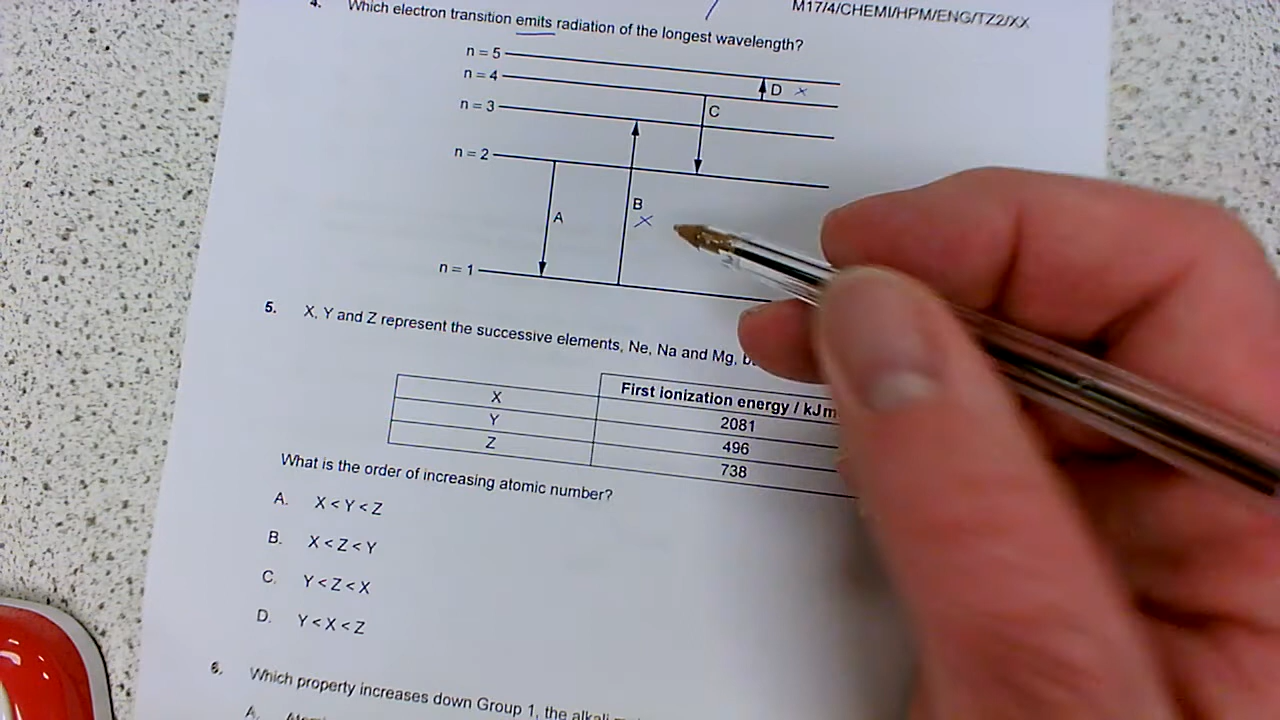 M17/4/CHEMI/HPM/ENG/TZ2/XX
4. Which electron transition emits radiation of the longest wavelength?
n = 5
n = 4
D ×
n = 3
C
n = 2
B
×
A
n = 1
5. X, Y and Z represent the successive elements, Ne, Na and Mg,
First ionization energy / kJ m
X 2081
Y 496
Z 738
What is the order of increasing atomic number?
A. X < Y < Z
B. X < Z < Y
C. Y < Z < X
D. Y < X < Z
6. Which property increases down Group 1, the alkali
A.